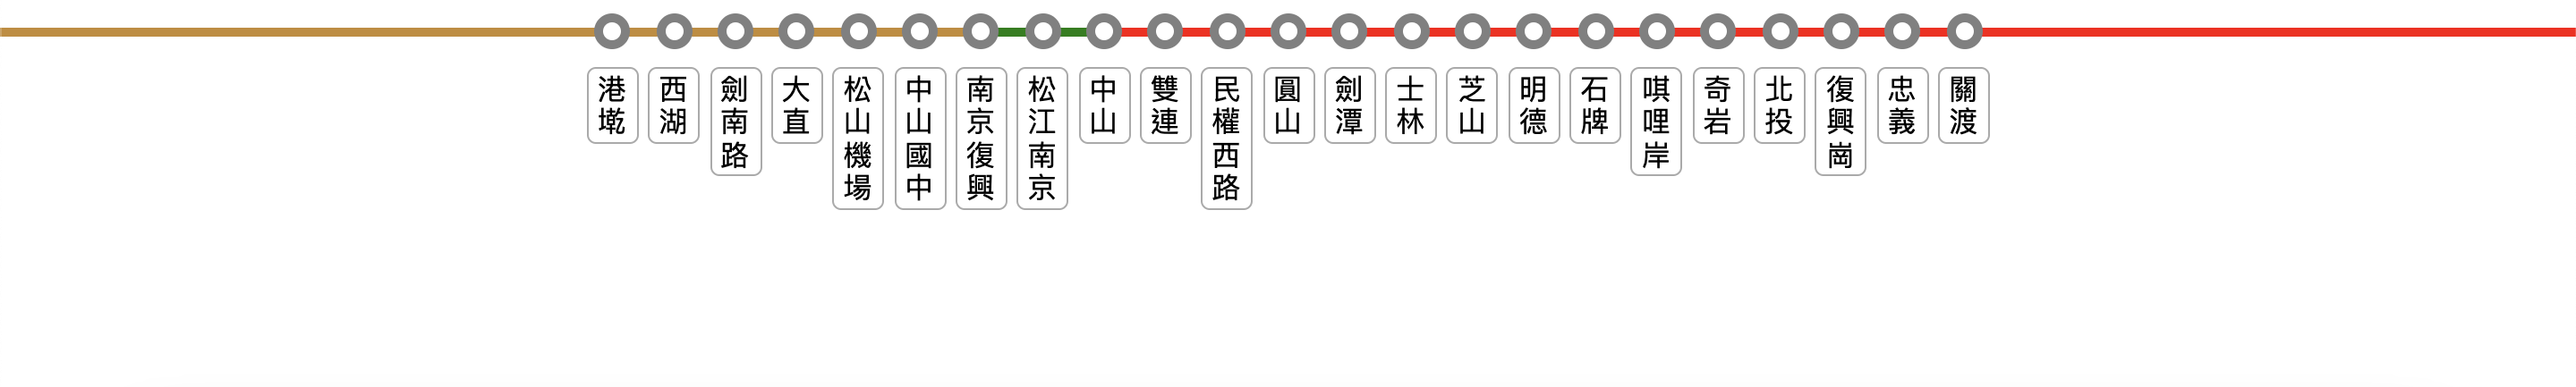 港墘
西湖
劍南路
大直
松山機場
中山國中
南京復興
松江南京
中山
雙連
民權西路
圓山
劍潭
士林
芝山
明德
石牌
唭哩岸
奇岩
北投
復興崗
忠義
關渡